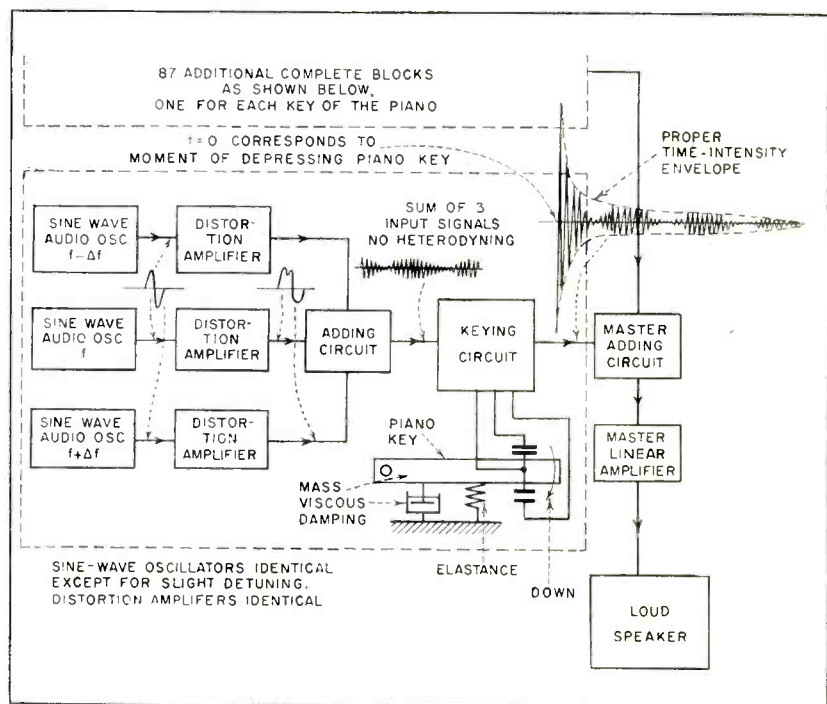 87 ADDITIONAL COMPLETE BLOCKS
AS SHOWN BELOW,
ONE FOR EACH KEY OF THE PIANO
t=0 CORRESPONDS TO
MOMENT OF DEPRESSING PIANO KEY
PROPER
TIME-INTENSITY
ENVELOPE
SINE WAVE
AUDIO OSC
f-Δf
DISTOR-
TION
AMPLIFIER
SUM OF 3
INPUT SIGNALS
NO HETERODYNING
SINE WAVE
AUDIO OSC
f
DISTOR-
TION
AMPLIFIER
ADDING
CIRCUIT
KEYING
CIRCUIT
MASTER
ADDING
CIRCUIT
SINE WAVE
AUDIO OSC
f+Δf
DISTOR-
TION
AMPLIFIER
PIANO
KEY
MASTER
LINEAR
AMPLIFIER
MASS
VISCOUS
DAMPING
ELASTANCE
DOWN
SINE-WAVE OSCILLATORS IDENTICAL
EXCEPT FOR SLIGHT DETUNING.
DISTORTION AMPLIFERS IDENTICAL
LOUD
SPEAKER